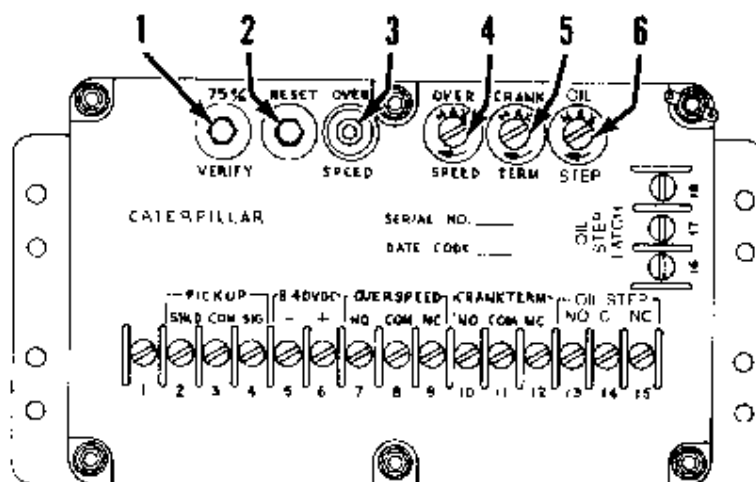 1 2 3 4 5 6
75% RESET OVER OVER CRANK OIL
MAX MAX MAX
VERIFY SPEED SPEED TERM STEP
CATERPILLAR
SERIAL NO.
DATE CODE
OIL STEP LATCH
18
17
16
PICKUP 8-40VDC OVERSPEED CRANKTERM OIL STEP
SHLD COM SIG - + NO COM NC NO COM NC NO C NC
1 2 3 4 5 6 7 8 9 10 11 12 13 14 15